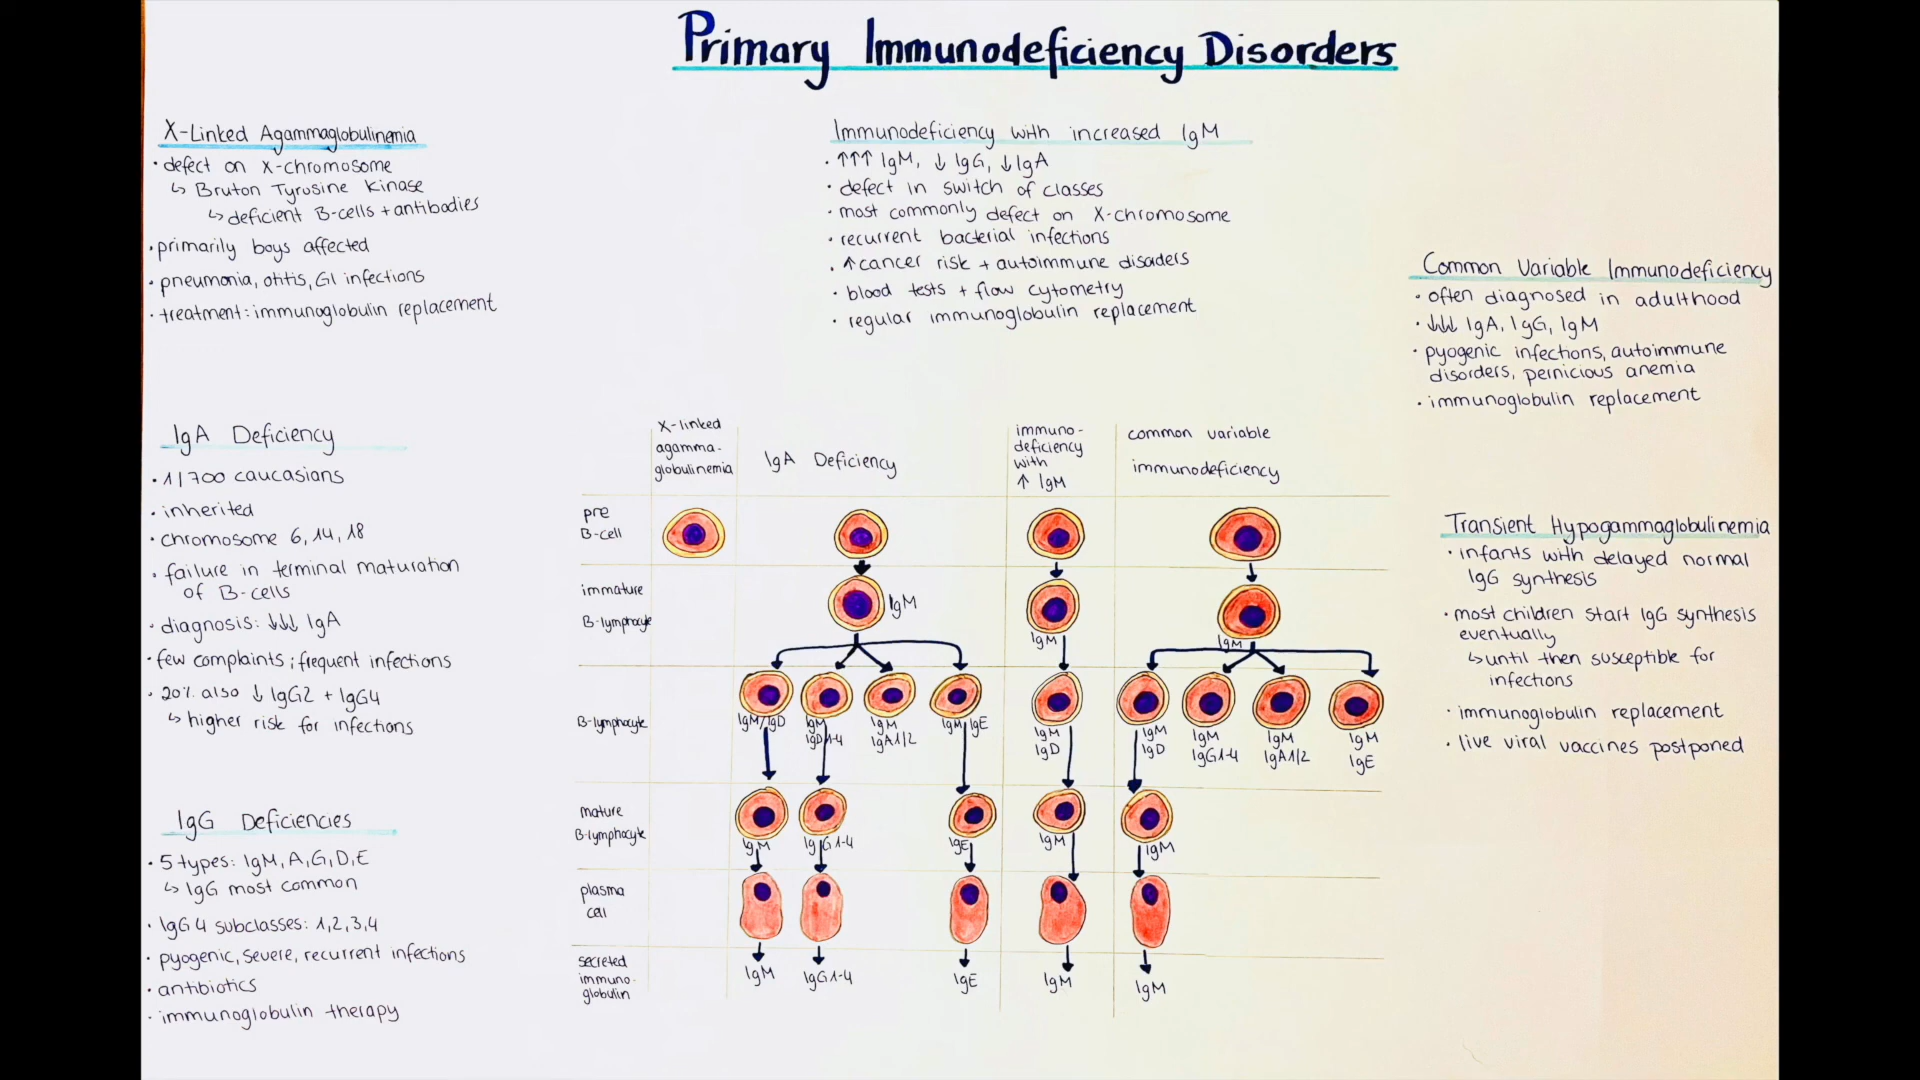 Primary Immunodeficiency Disorders
X-Linked Agammaglobulinemia
· defect on X-chromosome
↳ Bruton Tyrosine Kinase
↳ deficient B-cells + antibodies
· primarily boys affected
· pneumonia, otitis, GI infections
· treatment: immunoglobulin replacement
IgA Deficiency
· 1/700 caucasians
· inherited
· chromosome 6, 14, 18
· failure in terminal maturation
of B-cells
· diagnosis: ↓↓↓ IgA
· few complaints; frequent infections
· 20% also ↓ IgG2 + IgG4
↳ higher risk for infections
IgG Deficiencies
· 5 types: IgM, A, G, D, E
↳ IgG most common
· IgG 4 subclasses: 1,2,3,4
· pyogenic, severe, recurrent infections
· antibiotics
· immunoglobulin therapy
Immunodeficiency with increased IgM
· ↑↑↑ IgM, ↓ IgG, ↓ IgA
· defect in switch of classes
· most commonly defect on X-chromosome
· recurrent bacterial infections
· ↑ cancer risk + autoimmune disoders
· blood tests + flow cytometry
· regular immunoglobulin replacement
Common Variable Immunodeficiency
· often diagnosed in adulthood
· ↓↓↓ IgA, IgG, IgM
· pyogenic infections, autoimmune
disorders, pernicious anemia
· immunoglobulin replacement
Transient Hypogammaglobulinemia
· infants with delayed normal
IgG synthesis
· most children start IgG synthesis
eventually
↳ until then susceptible for
infections
· immunoglobulin replacement
· live viral vaccines postponed
X-linked
agamma-
globulinemia
IgA Deficiency
immuno-
deficiency
with
↑ IgM
common variable
immunodeficiency
pre
B-cell
immature
B-lymphocyte
IgM
IgM
IgM
B-lymphocyte
IgM/IgD
IgM
IgD1-4
IgM
IgA1/2
IgM/IgE
IgM
IgD
IgM
IgD
IgM
IgG1-4
IgM
IgA1/2
IgM
IgE
mature
B-lymphocyte
IgM
IgG1-4
IgE
IgM
IgM
plasma
cell
secreted
immuno-
globulin
IgM
IgG1-4
IgE
IgM
IgM